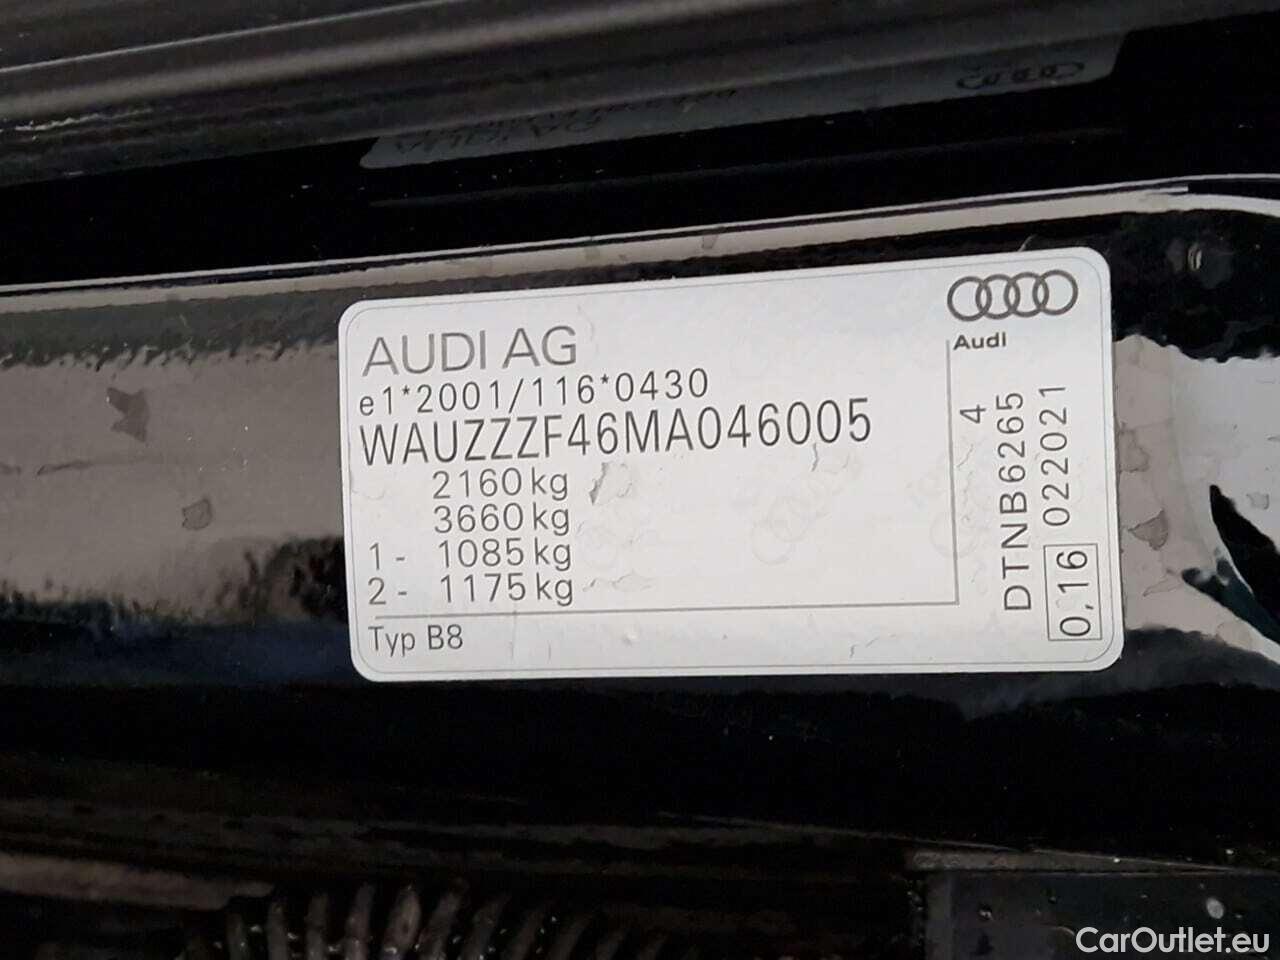 AUDI AG
e1*2001/116*0430
WAUZZZF46MA046005
2160 kg
3660 kg
1 - 1085 kg
2 - 1175 kg
Typ B8
Audi
4
DTNB6265
0,16 022021
CarOutlet.eu